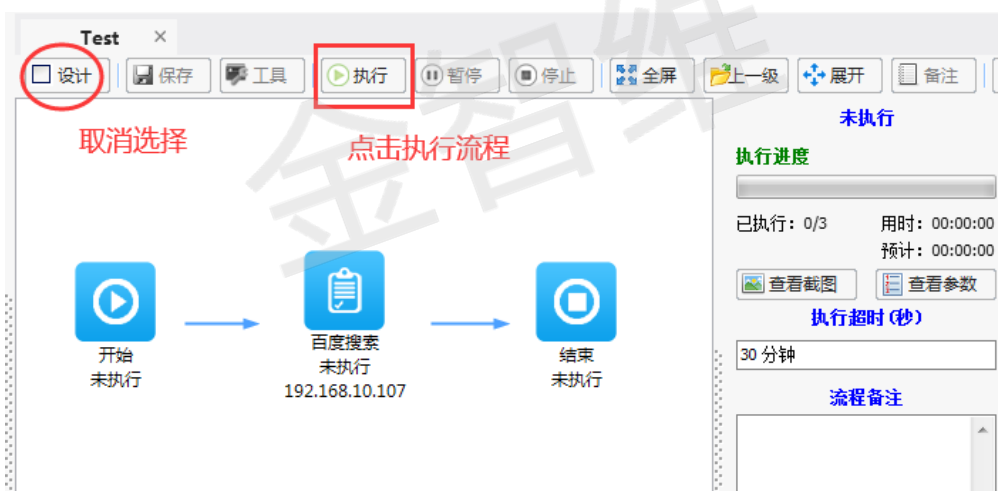 Test ×
设计 保存 工具 执行 暂停 停止 全屏 上一级 展开 备注
取消选择
点击执行流程
金智维
开始
未执行
百度搜索
未执行
192.168.10.107
结束
未执行
未执行
执行进度
已执行: 0/3 用时: 00:00:00
预计: 00:00:00
查看截图 查看参数
执行超时(秒)
30 分钟
流程备注